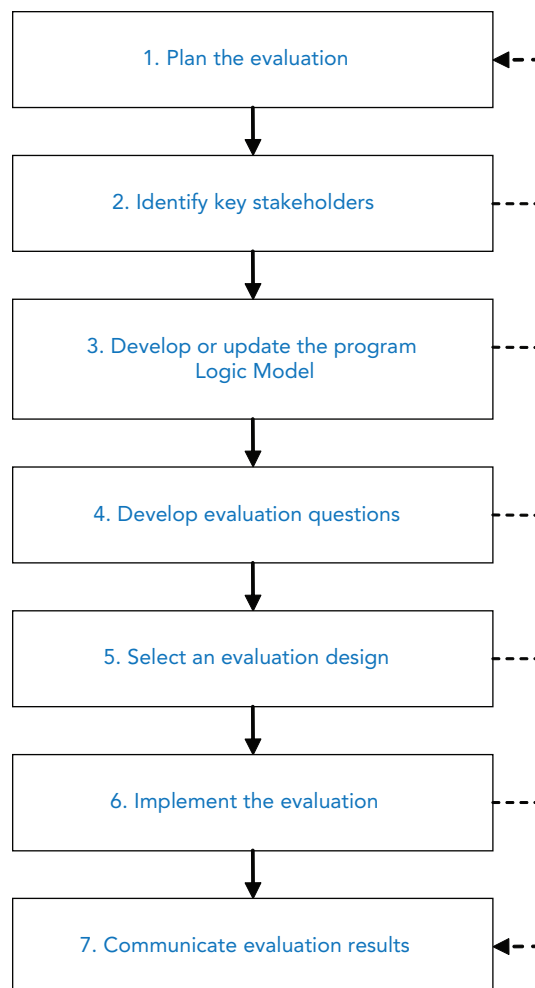 1. Plan the evaluation
2. Identify key stakeholders
3. Develop or update the program
Logic Model
4. Develop evaluation questions
5. Select an evaluation design
6. Implement the evaluation
7. Communicate evaluation results